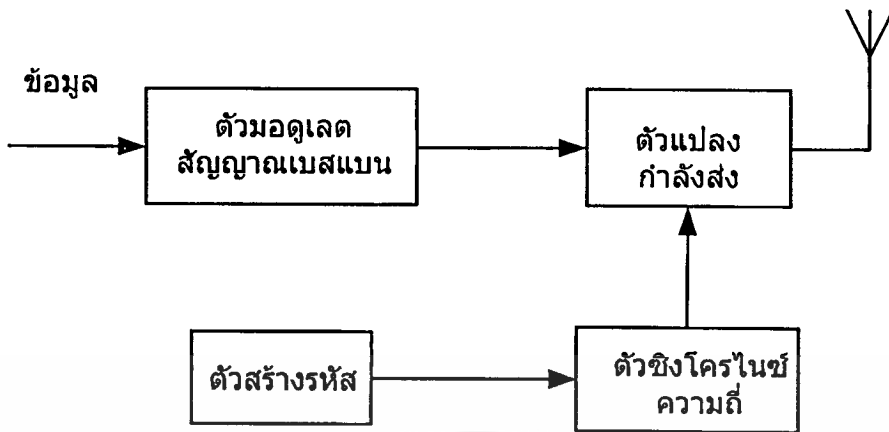 ข้อมูล
ตัวมอดูเลต
สัญญาณเบสแบน
ตัวแปลง
กำลังส่ง
ตัวสร้างรหัส
ตัวซิงโครไนซ์
ความถี่